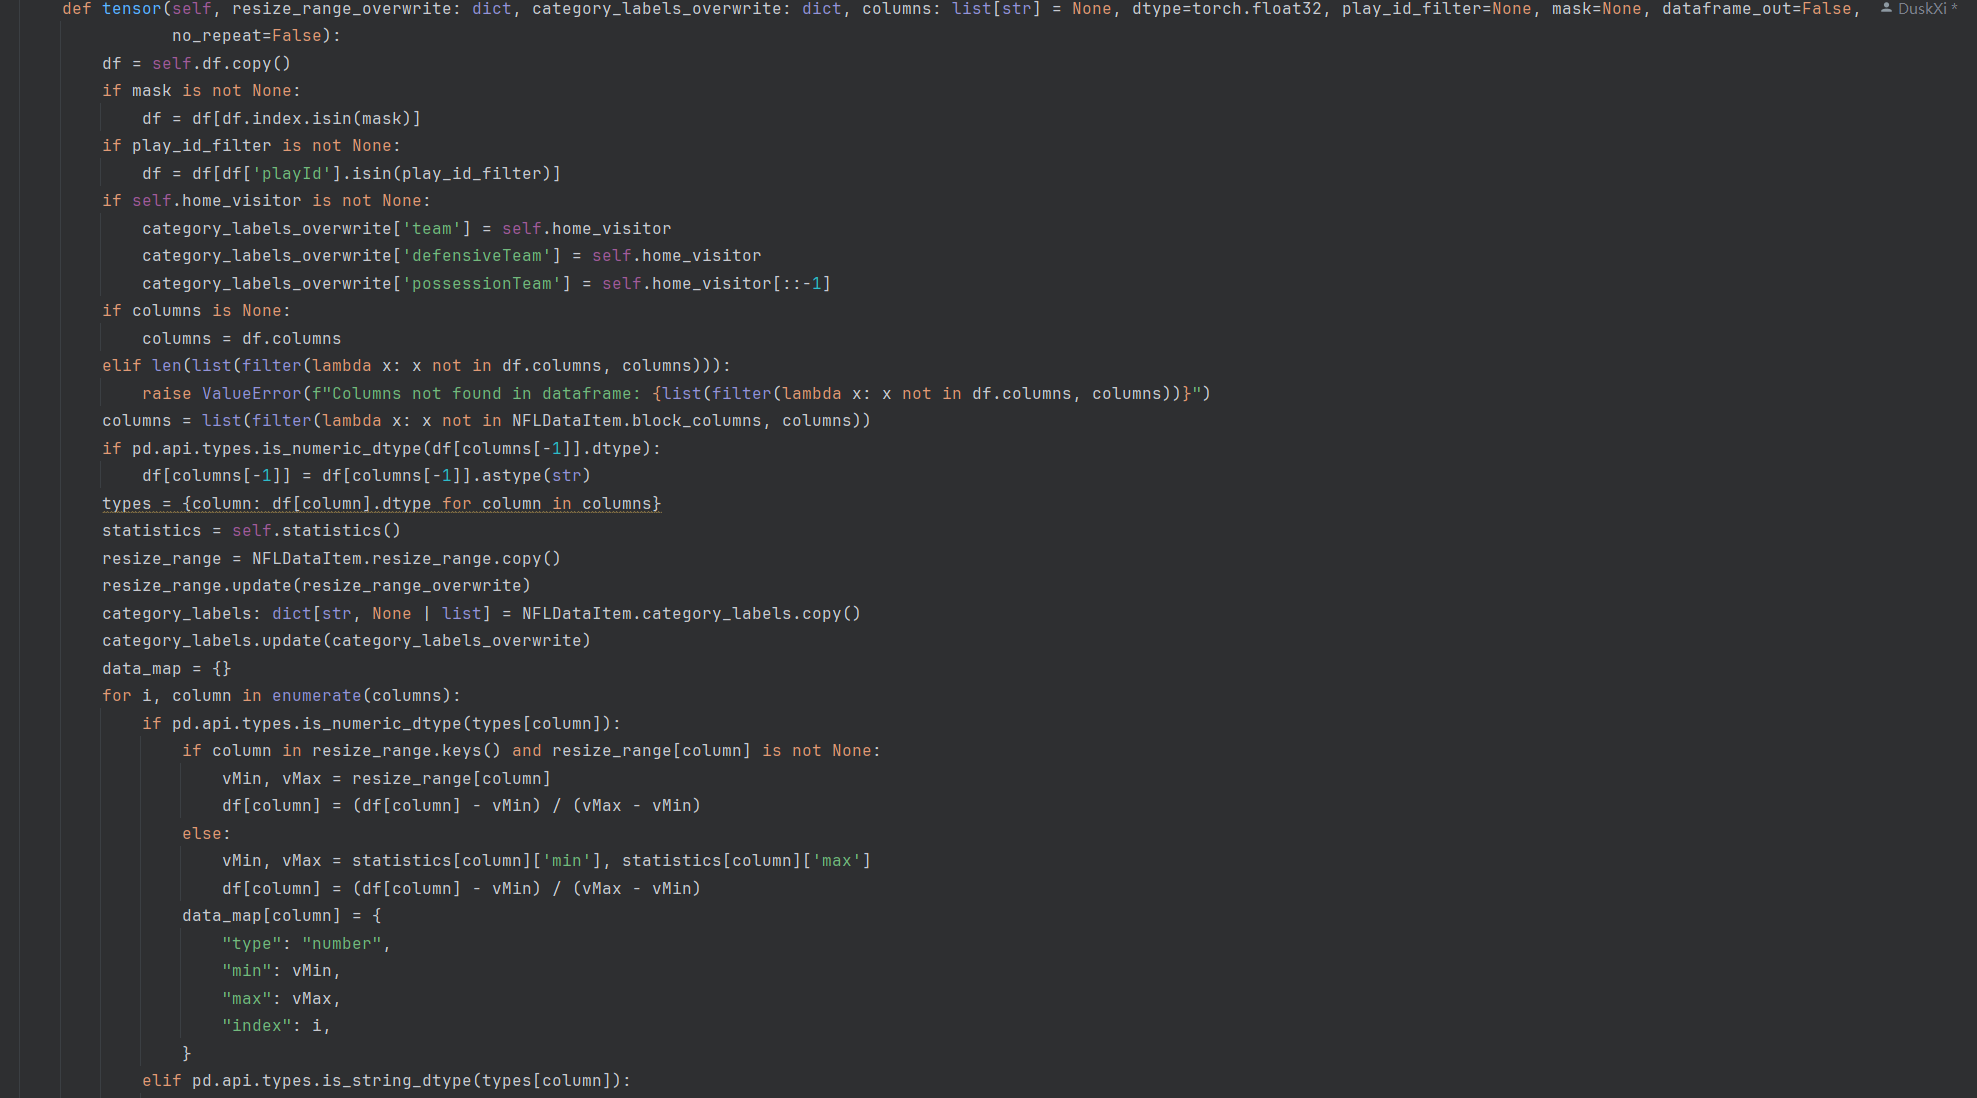 def tensor(self, resize_range_overwrite: dict, category_labels_overwrite: dict, columns: list[str] = None, dtype=torch.float32, play_id_filter=None, mask=None, dataframe_out=False, DuskXi *
no_repeat=False):
df = self.df.copy()
if mask is not None:
df = df[df.index.isin(mask)]
if play_id_filter is not None:
df = df[df['playId'].isin(play_id_filter)]
if self.home_visitor is not None:
category_labels_overwrite['team'] = self.home_visitor
category_labels_overwrite['defensiveTeam'] = self.home_visitor
category_labels_overwrite['possessionTeam'] = self.home_visitor[::-1]
if columns is None:
columns = df.columns
elif len(list(filter(lambda x: x not in df.columns, columns))):
raise ValueError(f"Columns not found in dataframe: {list(filter(lambda x: x not in df.columns, columns))}")
columns = list(filter(lambda x: x not in NFLDataItem.block_columns, columns))
if pd.api.types.is_numeric_dtype(df[columns[-1]].dtype):
df[columns[-1]] = df[columns[-1]].astype(str)
types = {column: df[column].dtype for column in columns}
statistics = self.statistics()
resize_range = NFLDataItem.resize_range.copy()
resize_range.update(resize_range_overwrite)
category_labels: dict[str, None | list] = NFLDataItem.category_labels.copy()
category_labels.update(category_labels_overwrite)
data_map = {}
for i, column in enumerate(columns):
if pd.api.types.is_numeric_dtype(types[column]):
if column in resize_range.keys() and resize_range[column] is not None:
vMin, vMax = resize_range[column]
df[column] = (df[column] - vMin) / (vMax - vMin)
else:
vMin, vMax = statistics[column]['min'], statistics[column]['max']
df[column] = (df[column] - vMin) / (vMax - vMin)
data_map[column] = {
"type": "number",
"min": vMin,
"max": vMax,
"index": i,
}
elif pd.api.types.is_string_dtype(types[column]):